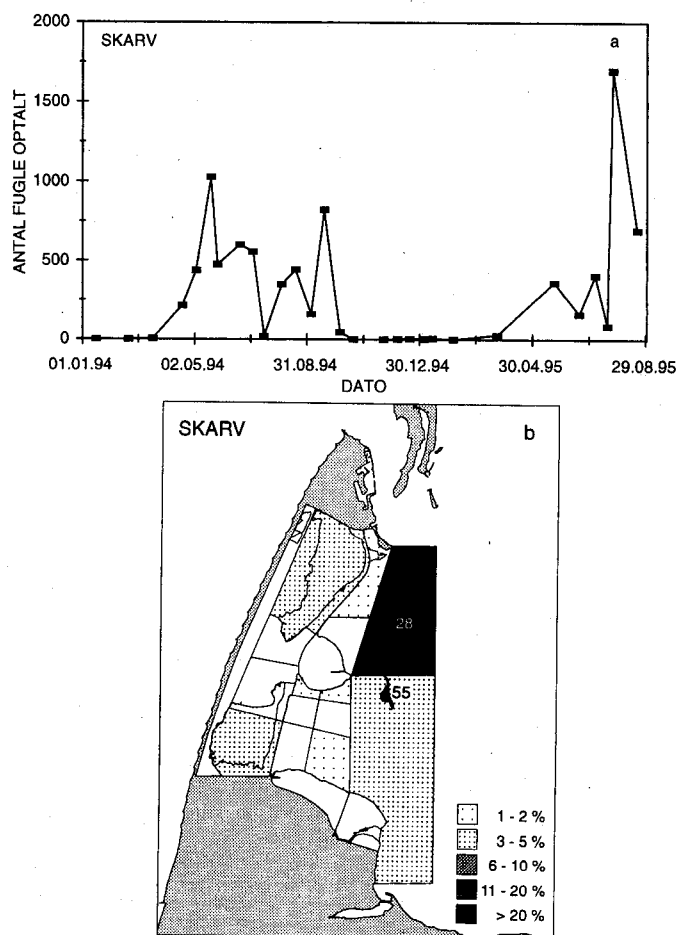 SKARV
a
2000
1500
1000
500
0
ANTAL FUGLE OPTALT
01.01.94 02.05.94 31.08.94 30.12.94 30.04.95 29.08.95
DATO
SKARV
b
28
55
1 - 2 %
3 - 5 %
6 - 10 %
11 - 20 %
> 20 %